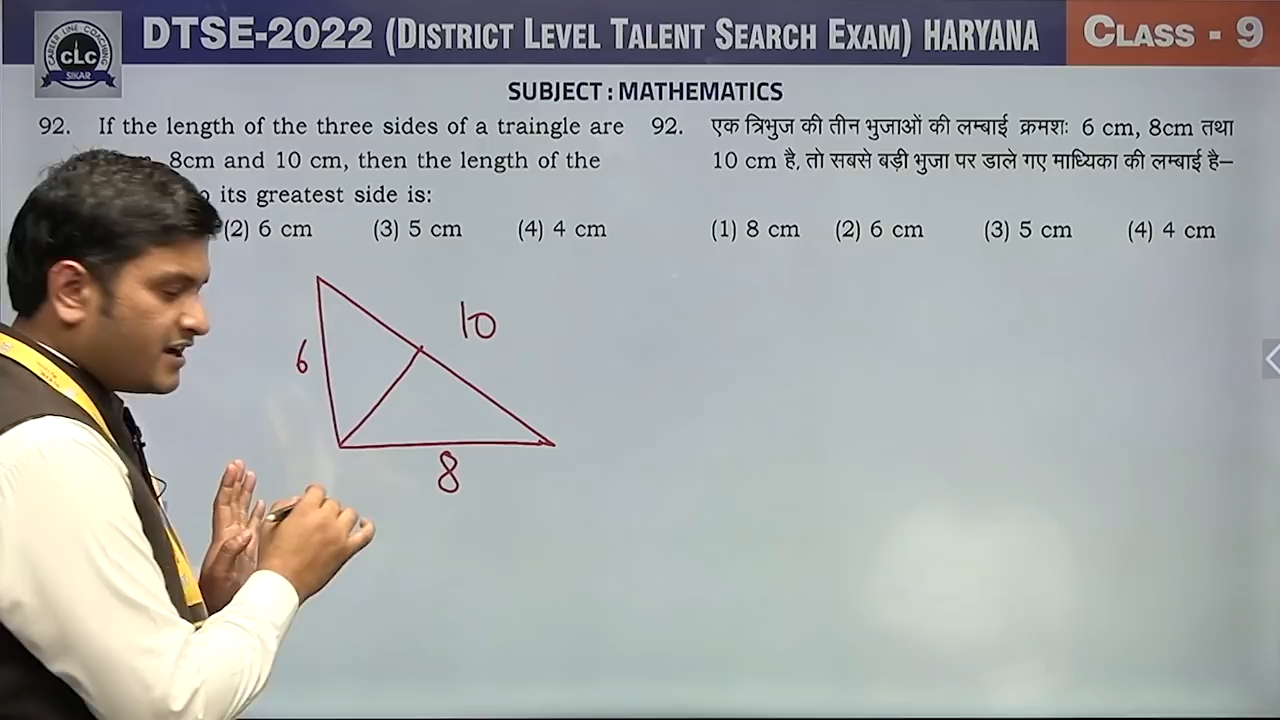 DTSE-2022 (DISTRICT LEVEL TALENT SEARCH EXAM) HARYANA
CLASS - 9
CAREER LINE COACHING
CLC
SIKAR
SUBJECT : MATHEMATICS
92. If the length of the three sides of a traingle are
8cm and 10 cm, then the length of the
its greatest side is:
(2) 6 cm (3) 5 cm (4) 4 cm
92. एक त्रिभुज की तीन भुजाओं की लम्बाई क्रमशः 6 cm, 8cm तथा
10 cm है, तो सबसे बड़ी भुजा पर डाले गए माध्यिका की लम्बाई है–
(1) 8 cm (2) 6 cm (3) 5 cm (4) 4 cm
10
6
8